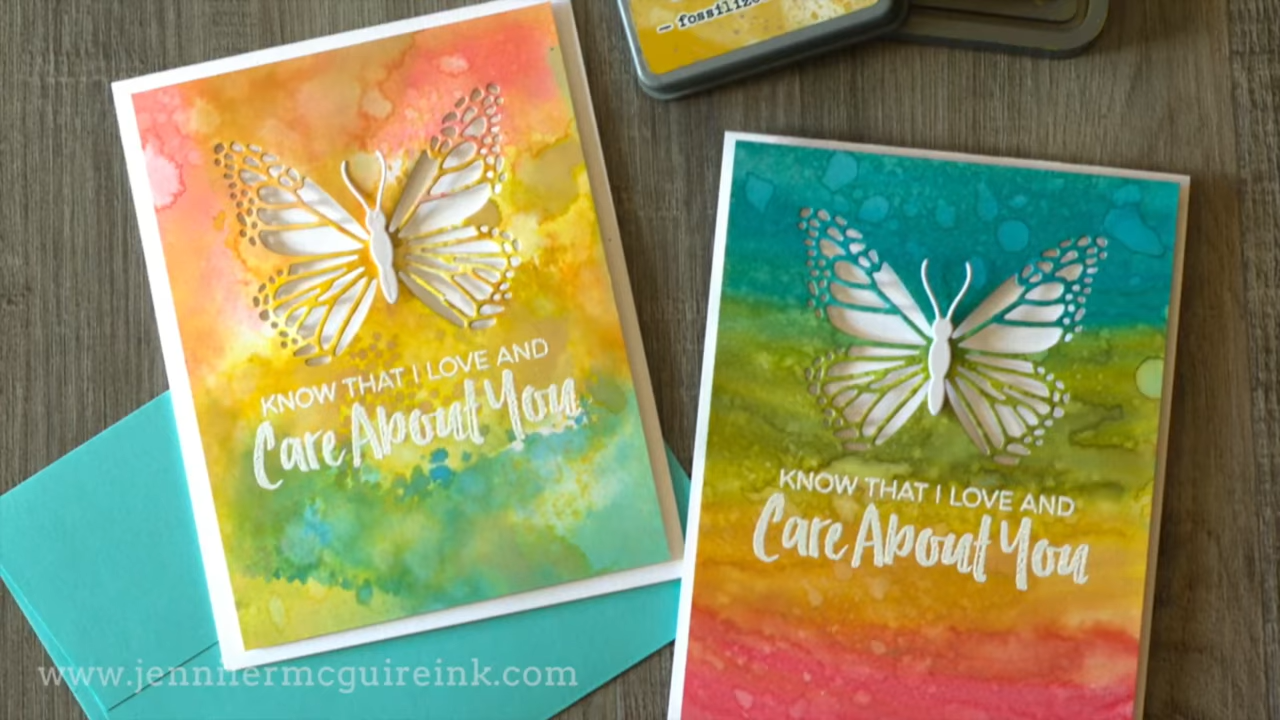 — fossilize
KNOW THAT I LOVE AND
Care About You
KNOW THAT I LOVE AND
Care About You
www.jennifermcguireink.com